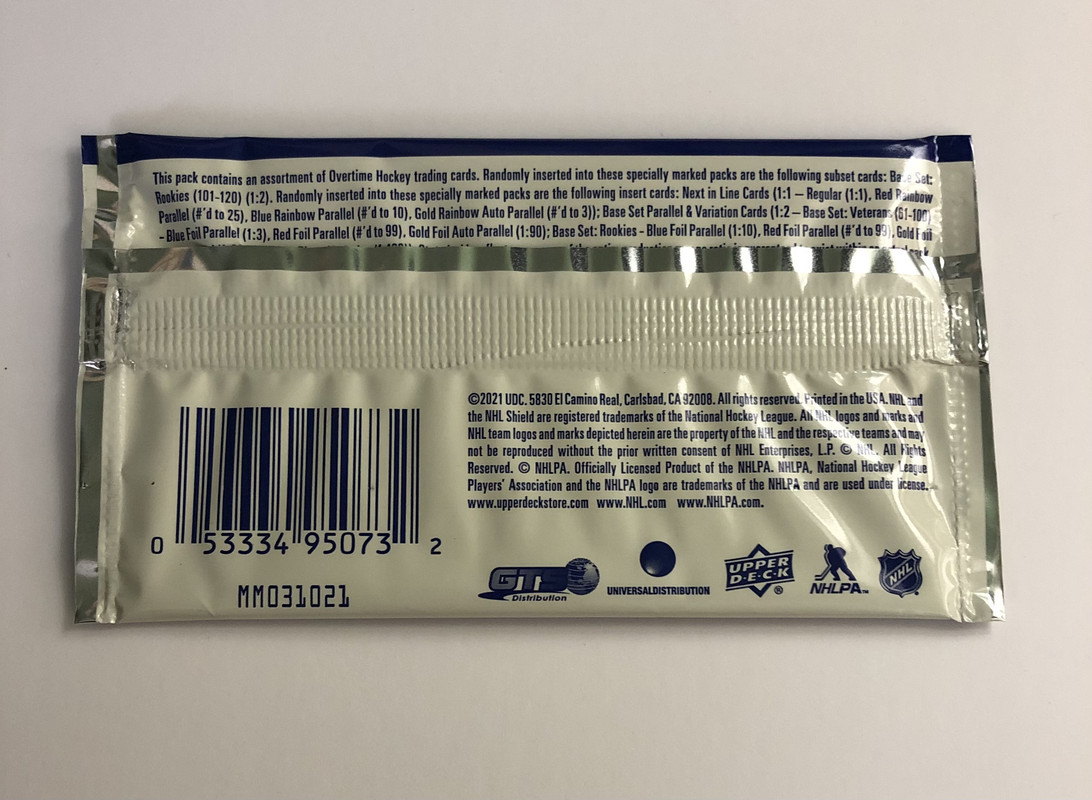 This pack contains an assortment of Overtime Hockey trading cards. Randomly inserted into these specially marked packs are the following subset cards: Base Set:
Rookies (101-120) (1:2). Randomly inserted into these specially marked packs are the following insert cards: Next in Line Cards (1:1 – Regular (1:1), Red Rainbow
Parallel (#'d to 25), Blue Rainbow Parallel (#'d to 10), Gold Rainbow Auto Parallel (#'d to 3)); Base Set Parallel & Variation Cards (1:2 – Base Set: Veterans (61-100)
- Blue Foil Parallel (1:3), Red Foil Parallel (#'d to 99), Gold Foil Auto Parallel (1:90); Base Set: Rookies - Blue Foil Parallel (1:10), Red Foil Parallel (#'d to 99), Gold Foil
©2021 UDC. 5830 El Camino Real, Carlsbad, CA 92008. All rights reserved. Printed in the USA. NHL and
the NHL Shield are registered trademarks of the National Hockey League. All NHL logos and marks and
NHL team logos and marks depicted herein are the property of the NHL and the respective teams and may
not be reproduced without the prior written consent of NHL Enterprises, L.P. © NHL. All Rights
Reserved. © NHLPA. Officially Licensed Product of the NHLPA. NHLPA, National Hockey League
Players' Association and the NHLPA logo are trademarks of the NHLPA and are used under license.
www.upperdeckstore.com www.NHL.com www.NHLPA.com.
0 53334 95073 2
MM031021
GTS
Distribution
UNIVERSALDISTRIBUTION
UPPER
D·E·C·K
®
NHLPA™
NHL